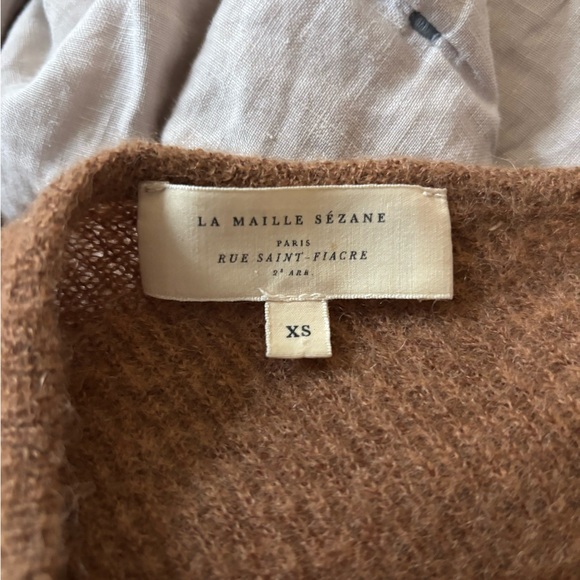 LA MAILLE SÉZANE
PARIS
RUE SAINT-FIACRE
2ᵉ ARR.
XS